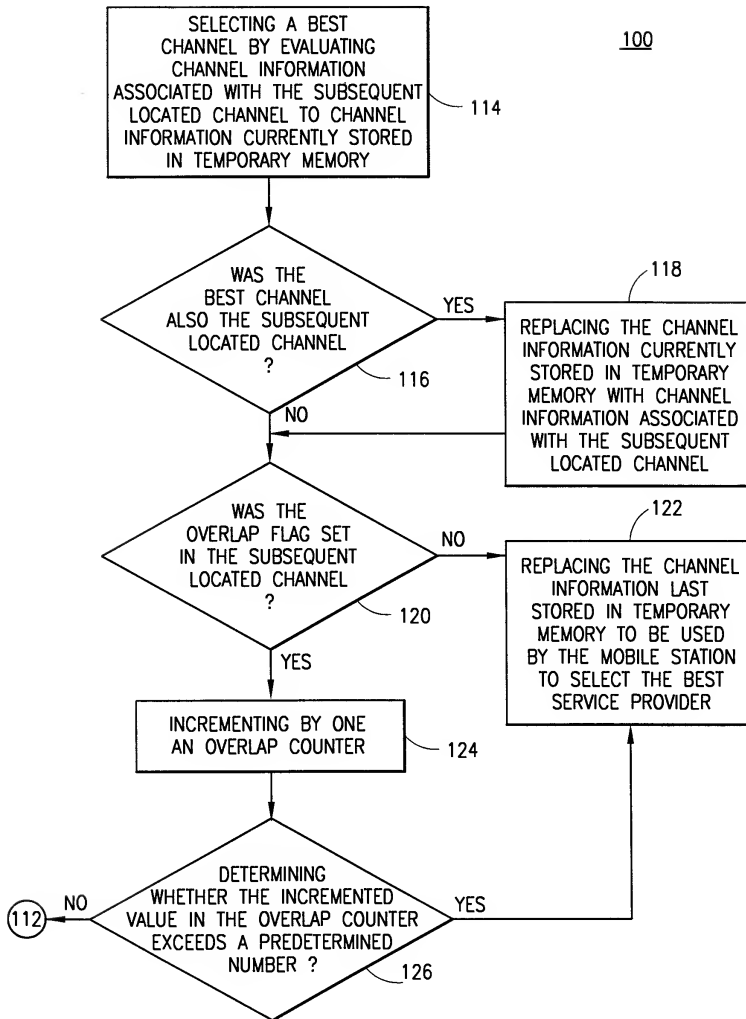 100
SELECTING A BEST
CHANNEL BY EVALUATING
CHANNEL INFORMATION
ASSOCIATED WITH THE SUBSEQUENT
LOCATED CHANNEL TO CHANNEL
INFORMATION CURRENTLY STORED
IN TEMPORARY MEMORY
114
WAS THE
BEST CHANNEL
ALSO THE SUBSEQUENT
LOCATED CHANNEL
?
116
YES
NO
118
REPLACING THE CHANNEL
INFORMATION CURRENTLY
STORED IN TEMPORARY
MEMORY WITH CHANNEL
INFORMATION ASSOCIATED
WITH THE SUBSEQUENT
LOCATED CHANNEL
WAS THE
OVERLAP FLAG SET
IN THE SUBSEQUENT
LOCATED CHANNEL
?
120
NO
YES
122
REPLACING THE CHANNEL
INFORMATION LAST
STORED IN TEMPORARY
MEMORY TO BE USED
BY THE MOBILE STATION
TO SELECT THE BEST
SERVICE PROVIDER
INCREMENTING BY ONE
AN OVERLAP COUNTER
124
DETERMINING
WHETHER THE INCREMENTED
VALUE IN THE OVERLAP COUNTER
EXCEEDS A PREDETERMINED
NUMBER ?
126
YES
NO
112